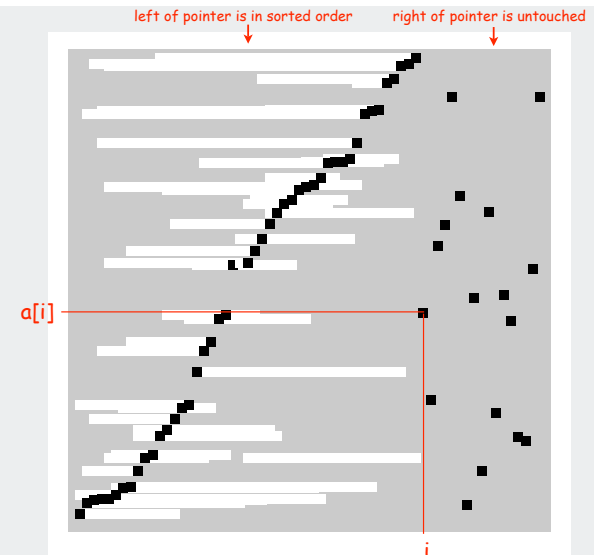 left of pointer is in sorted order
right of pointer is untouched
a[i]
i